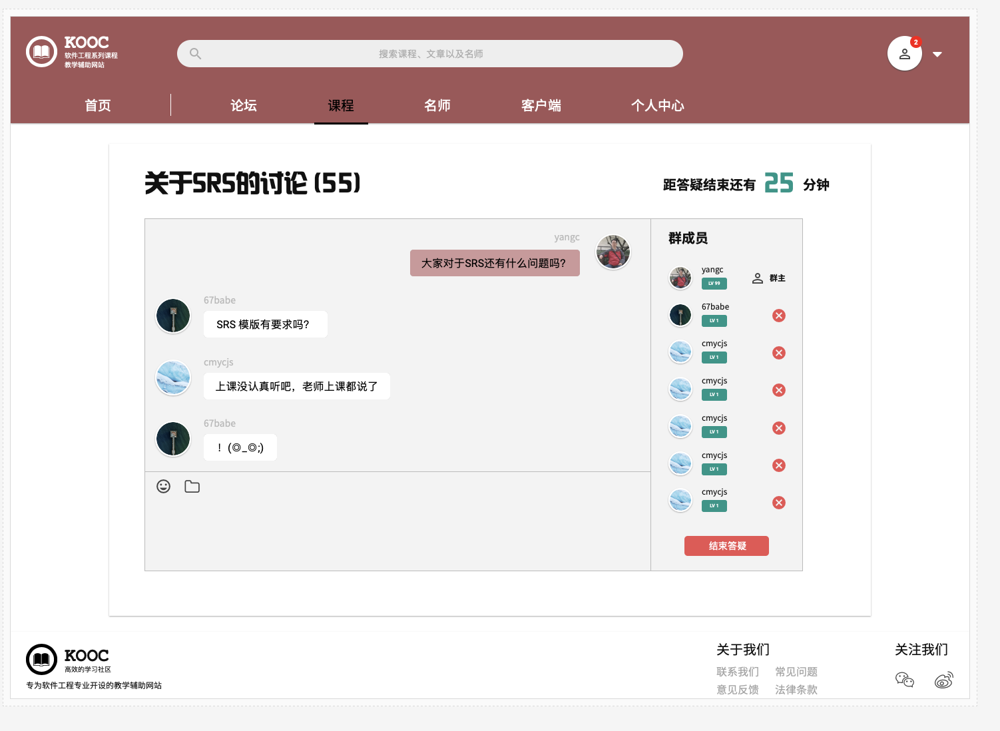 KOOC
软件工程系列课程
教学辅助网站
搜索课程、文章以及名师
2
首页
论坛
课程
名师
客户端
个人中心
关于SRS的讨论 (55)
距答疑结束还有 25 分钟
yangc
大家对于SRS还有什么问题吗?
67babe
SRS 模版有要求吗?
cmycjs
上课没认真听吧，老师上课都说了
67babe
！(◎_◎;)
群成员
yangc
LV 99
群主
67babe
LV 1
cmycjs
LV 1
cmycjs
LV 1
cmycjs
LV 1
cmycjs
LV 1
cmycjs
LV 1
结束答疑
KOOC
高效的学习社区
专为软件工程专业开设的教学辅助网站
关于我们
联系我们 常见问题
意见反馈 法律条款
关注我们